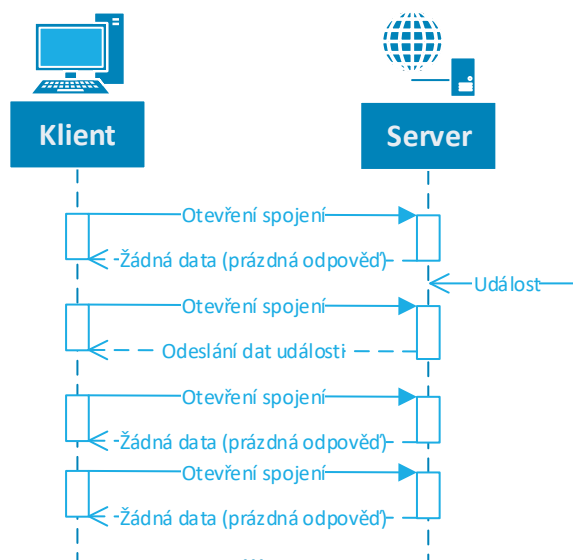 Klient
Server
Otevření spojení
Žádná data (prázdná odpověď)
Událost
Otevření spojení
Odeslání dat události
Otevření spojení
Žádná data (prázdná odpověď)
Otevření spojení
Žádná data (prázdná odpověď)